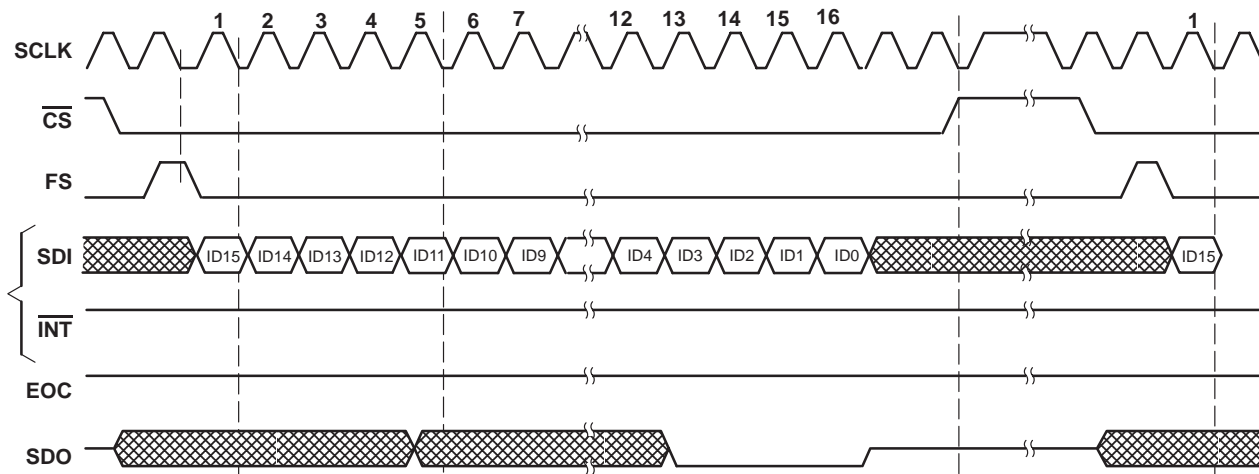 1 2 3 4 5 6 7 12 13 14 15 16 1
SCLK
CS
FS
SDI ID15 ID14 ID13 ID12 ID11 ID10 ID9 ID4 ID3 ID2 ID1 ID0 ID15
INT
EOC
SDO